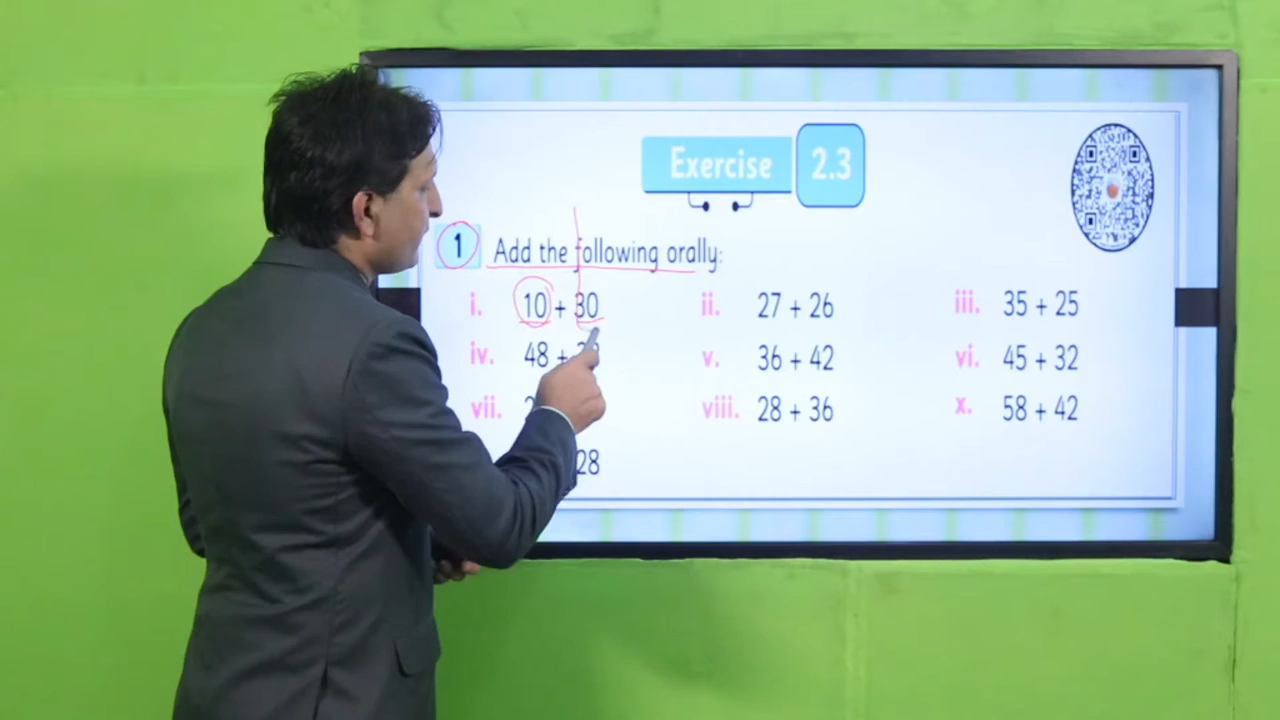 Exercise 2.3
1 Add the following orally:
i. 10 + 30 ii. 27 + 26 iii. 35 + 25
iv. 48 + v. 36 + 42 vi. 45 + 32
vii. viii. 28 + 36 x. 58 + 42
28